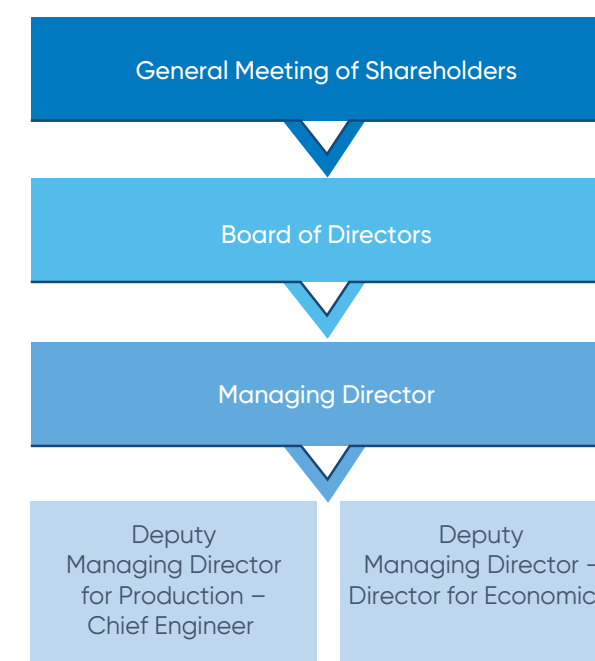 General Meeting of Shareholders
Board of Directors
Managing Director
Deputy
Managing Director
for Production –
Chief Engineer
Deputy
Managing Director –
Director for Economic